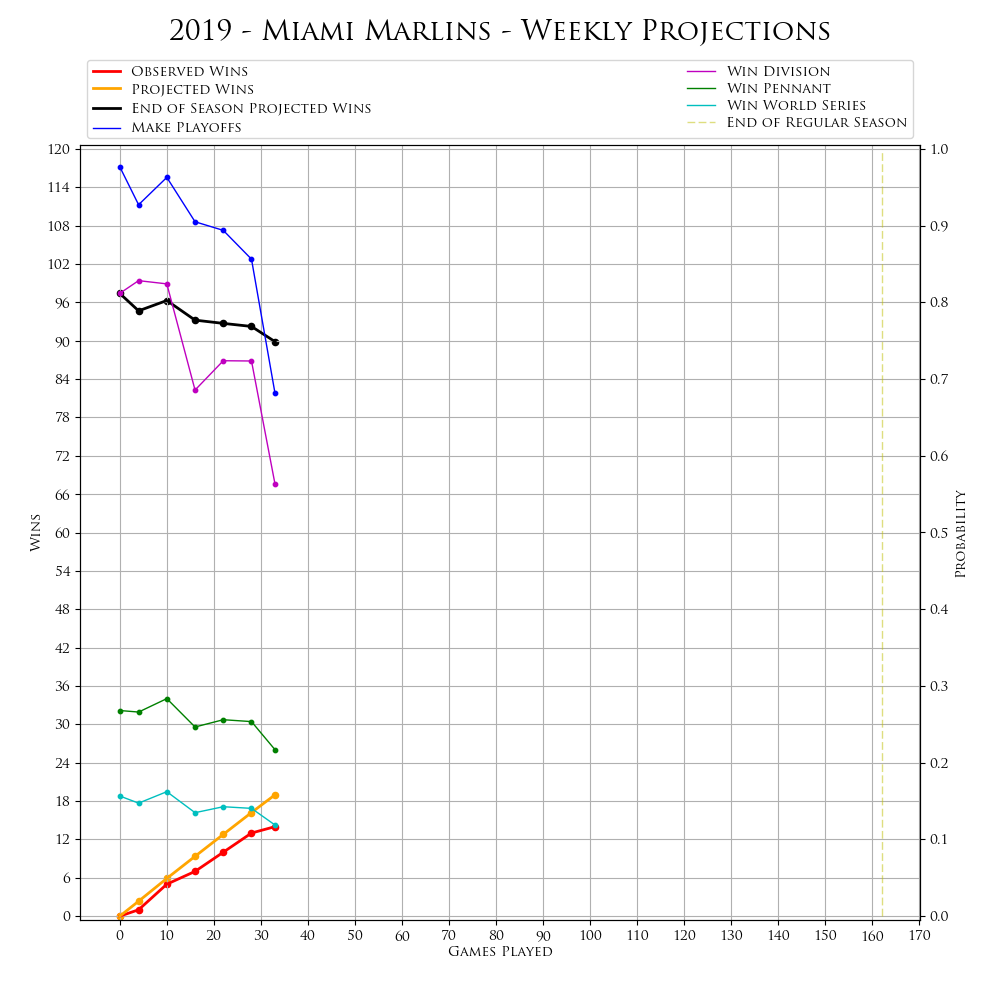 2019 - Miami Marlins - Weekly Projections
Observed Wins
Projected Wins
End of Season Projected Wins
Make Playoffs
Win Division
Win Pennant
Win World Series
End of Regular Season
120
114
108
102
96
90
84
78
72
66
60
54
48
42
36
30
24
18
12
6
0
Wins
1.0
0.9
0.8
0.7
0.6
0.5
0.4
0.3
0.2
0.1
0.0
Probability
0 10 20 30 40 50 60 70 80 90 100 110 120 130 140 150 160 170
Games Played